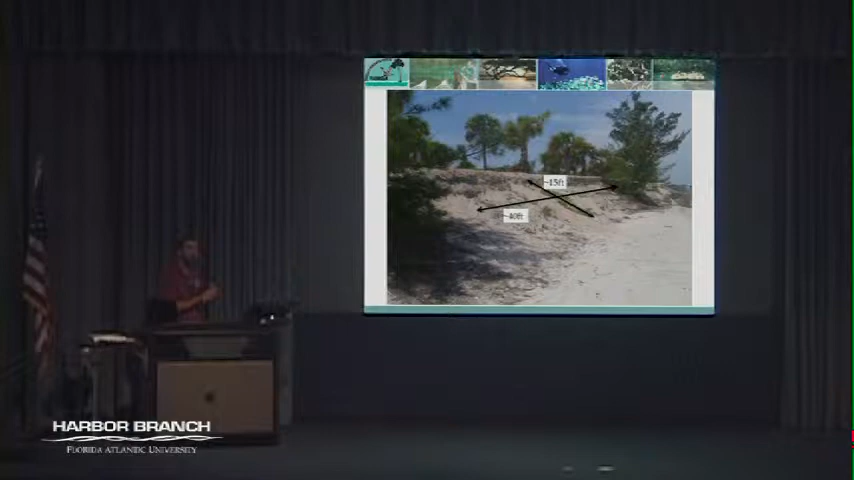 ~15ft
~40ft
HARBOR BRANCH
FLORIDA ATLANTIC UNIVERSITY